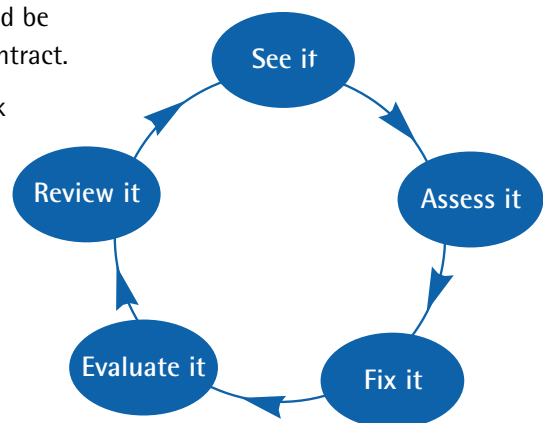 d be
ntract.
k
See it
Assess it
Fix it
Evaluate it
Review it